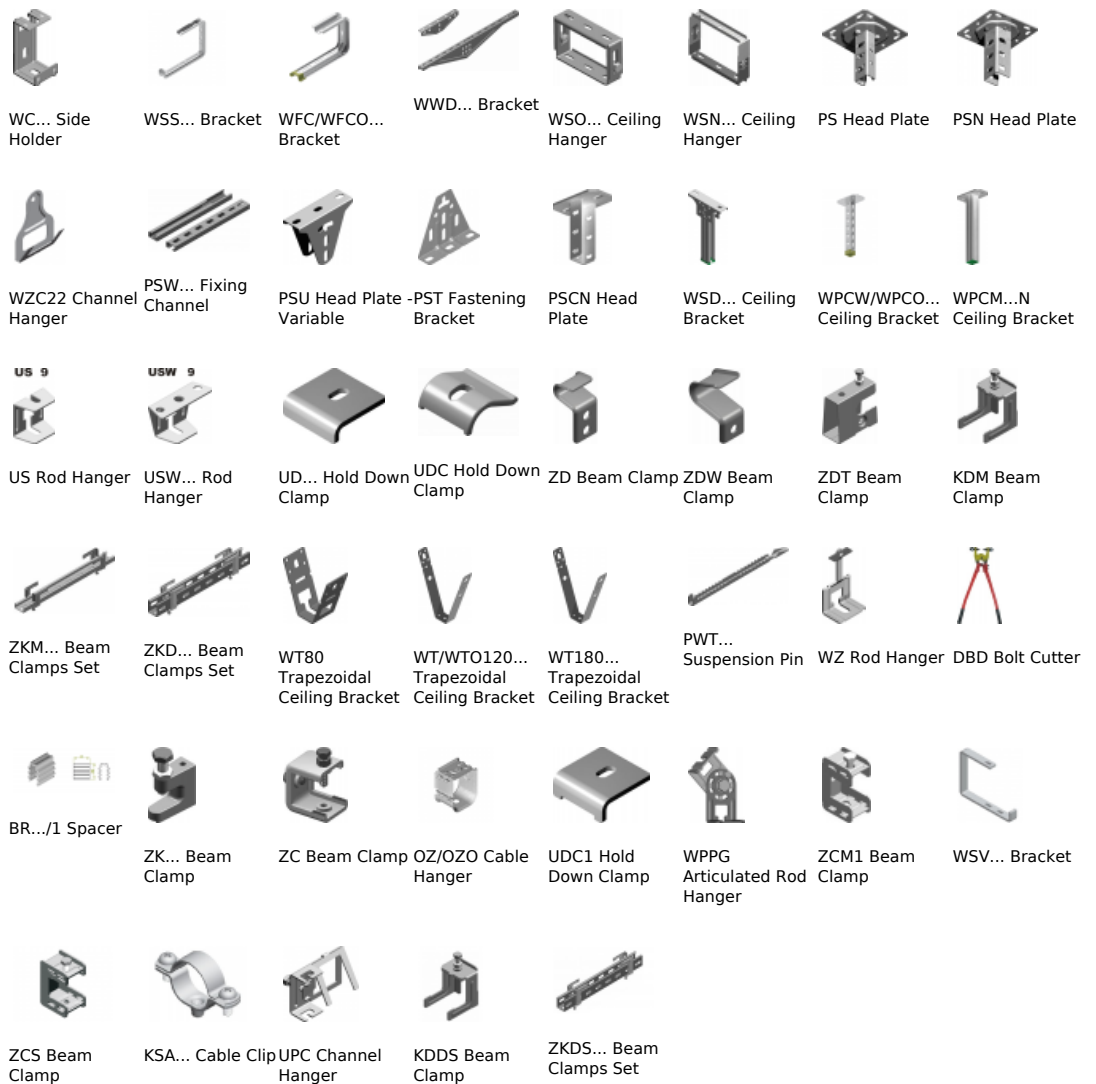 WC... Side
Holder
WSS... Bracket
WFC/WFCO...
Bracket
WWD... Bracket
WSO... Ceiling
Hanger
WSN... Ceiling
Hanger
PS Head Plate
PSN Head Plate
WZC22 Channel
Hanger
PSW... Fixing
Channel
PSU Head Plate -
Variable
PST Fastening
Bracket
PSCN Head
Plate
WSD... Ceiling
Bracket
WPCW/WPCO...
Ceiling Bracket
WPCM...N
Ceiling Bracket
US 9
US Rod Hanger
USW 9
USW... Rod
Hanger
UD... Hold Down
Clamp
UDC Hold Down
Clamp
ZD Beam Clamp
ZDW Beam
Clamp
ZDT Beam
Clamp
KDM Beam
Clamp
ZKM... Beam
Clamps Set
ZKD... Beam
Clamps Set
WT80
Trapezoidal
Ceiling Bracket
WT/WTO120...
Trapezoidal
Ceiling Bracket
WT180...
Trapezoidal
Ceiling Bracket
PWT...
Suspension Pin
WZ Rod Hanger
DBD Bolt Cutter
BR.../1 Spacer
ZK... Beam
Clamp
ZC Beam Clamp
OZ/OZO Cable
Hanger
UDC1 Hold
Down Clamp
WPPG
Articulated Rod
Hanger
ZCM1 Beam
Clamp
WSV... Bracket
ZCS Beam
Clamp
KSA... Cable Clip
UPC Channel
Hanger
KDDS Beam
Clamp
ZKDS... Beam
Clamps Set